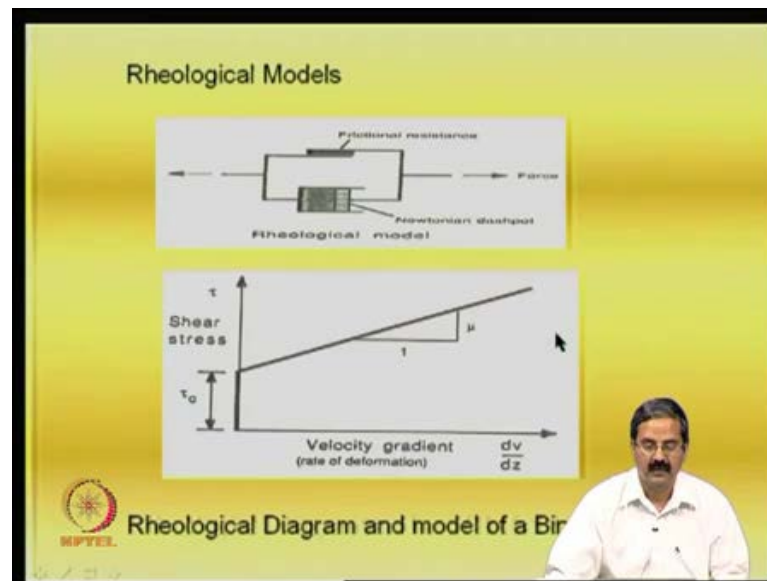 Rheological Models
Frictional resistance
Force
Newtonian dashpot
Rheological model
τ
Shear
stress
μ
1
τo
Velocity gradient dv
(rate of deformation) dz
NPTEL
Rheological Diagram and model of a Bin